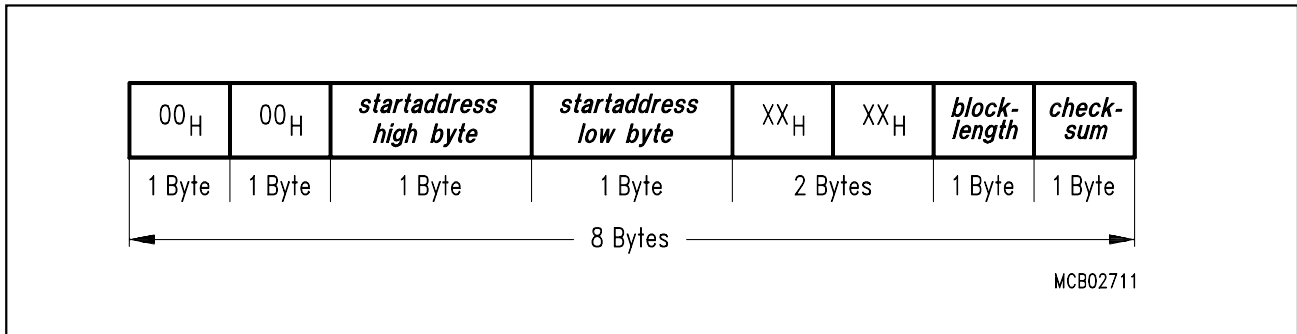 00H 00H startaddress high byte startaddress low byte XXH XXH block-length check-sum
1 Byte 1 Byte 1 Byte 1 Byte 2 Bytes 1 Byte 1 Byte
8 Bytes
MCB02711